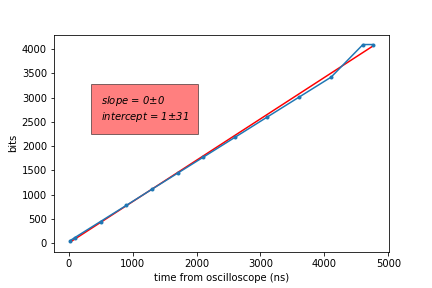 4000
3500
3000
2500
2000
1500
1000
500
0
bits
slope = 0±0
intercept = 1±31
0 1000 2000 3000 4000 5000
time from oscilloscope (ns)